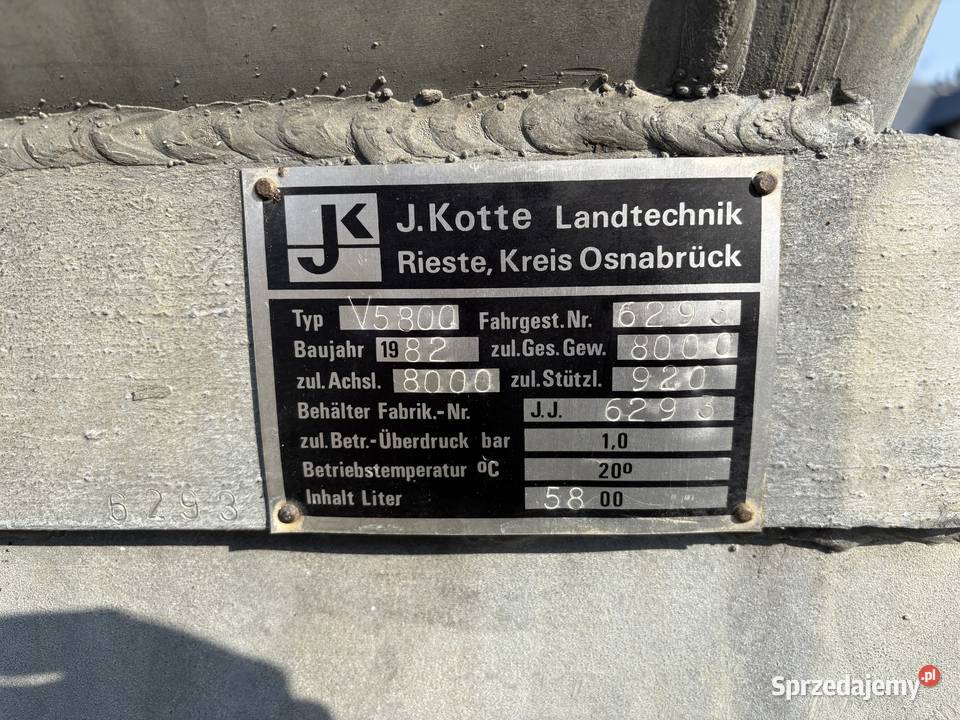 JK
J.Kotte Landtechnik
Rieste, Kreis Osnabrück
Typ V5800 Fahrgest.Nr. 6293
Baujahr 1982 zul.Ges.Gew. 8000
zul.Achsl. 8000 zul.Stützl. 920
Behälter Fabrik.-Nr. J.J. 6293
zul.Betr.-Überdruck bar 1,0
Betriebstemperatur °C 20°
Inhalt Liter 5800
6293
Sprzedajemy.pl